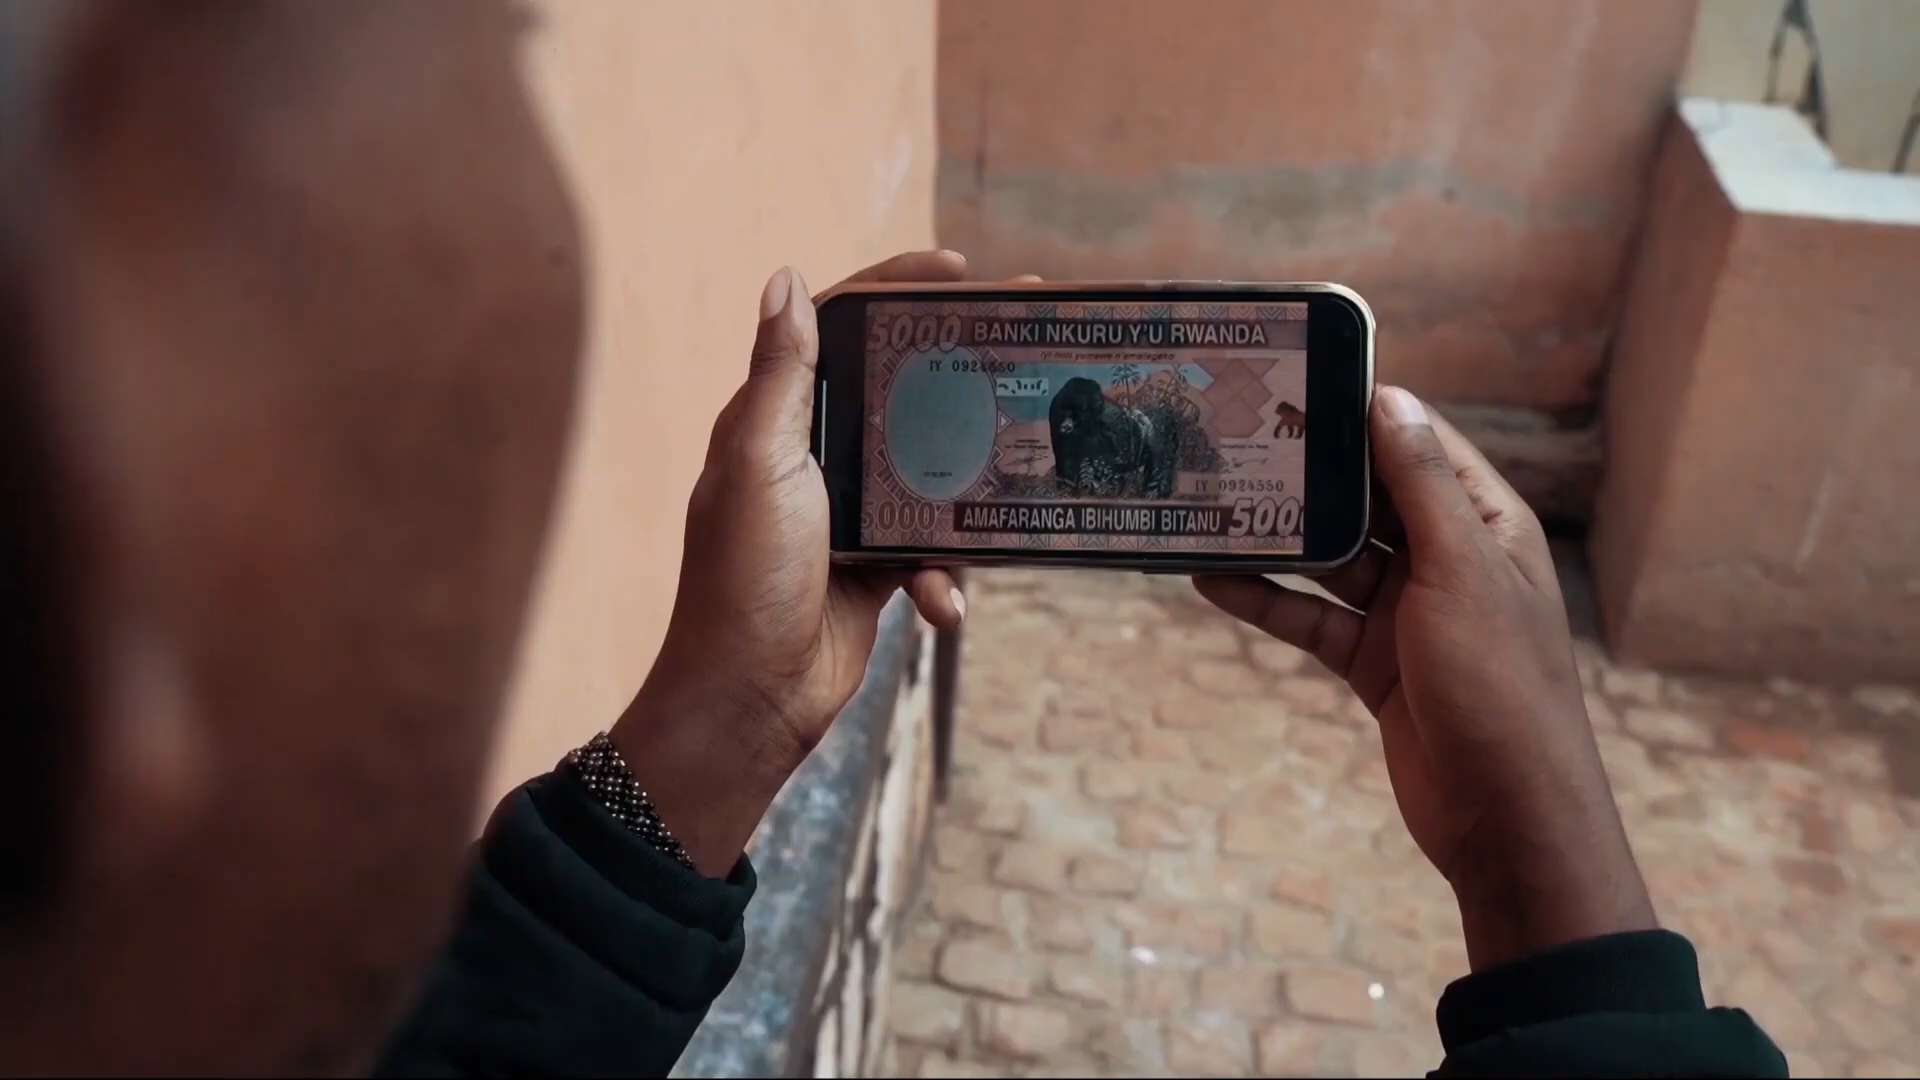 5000 BANKI NKURU Y'U RWANDA
IY 0924550
IY 0924550
5000 AMAFARANGA IBIHUMBI BITANU 5000